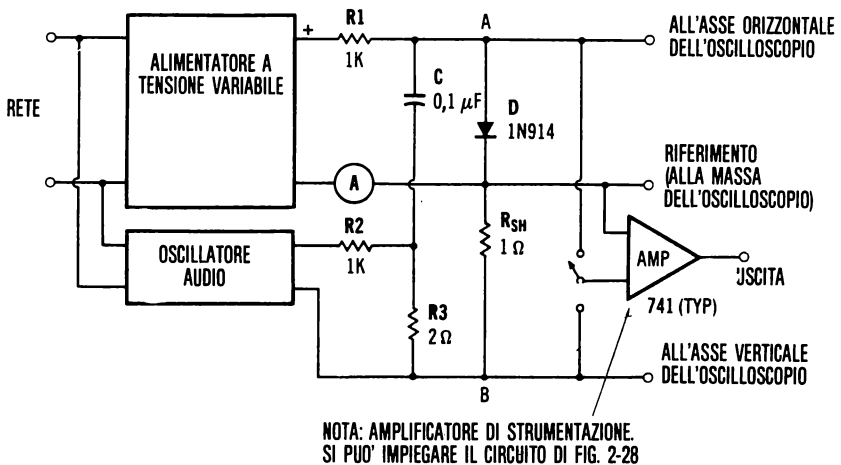 R1
+
1K
A
ALL'ASSE ORIZZONTALE
DELL'OSCILLOSCOPIO
ALIMENTATORE A
TENSIONE VARIABILE
C
0,1 µF
D
1N914
RETE
A
RIFERIMENTO
(ALLA MASSA
DELL'OSCILLOSCOPIO)
R2
1K
RSH
1 Ω
OSCILLATORE
AUDIO
AMP
USCITA
R3
2 Ω
741 (TYP)
ALL'ASSE VERTICALE
DELL'OSCILLOSCOPIO
B
NOTA: AMPLIFICATORE DI STRUMENTAZIONE.
SI PUO' IMPIEGARE IL CIRCUITO DI FIG. 2-28